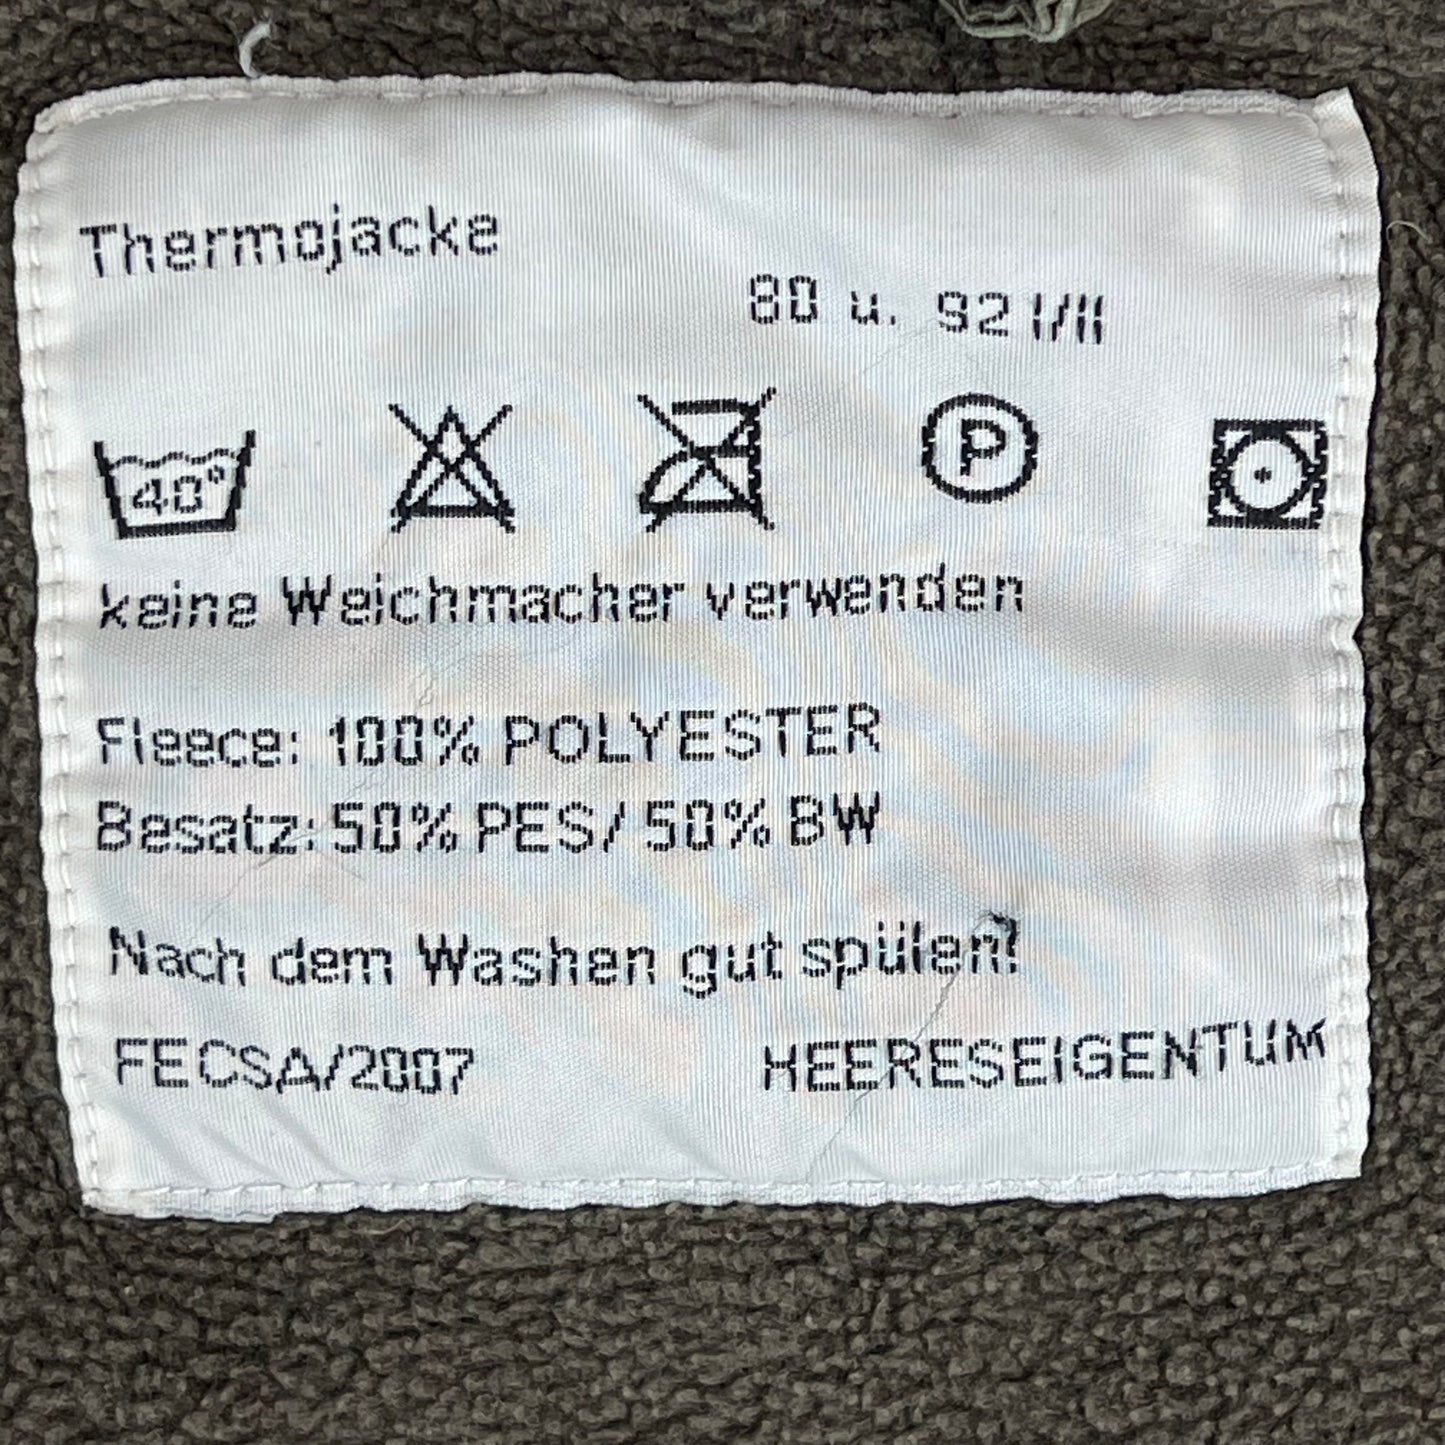 Thermojacke
80 u. 92 I/II
40°
P
keine Weichmacher verwenden
Fleece: 100% POLYESTER
Besatz: 50% PES/ 50% BW
Nach dem Washen gut spülen!
FECSA/2007
HEERESEIGENTUM